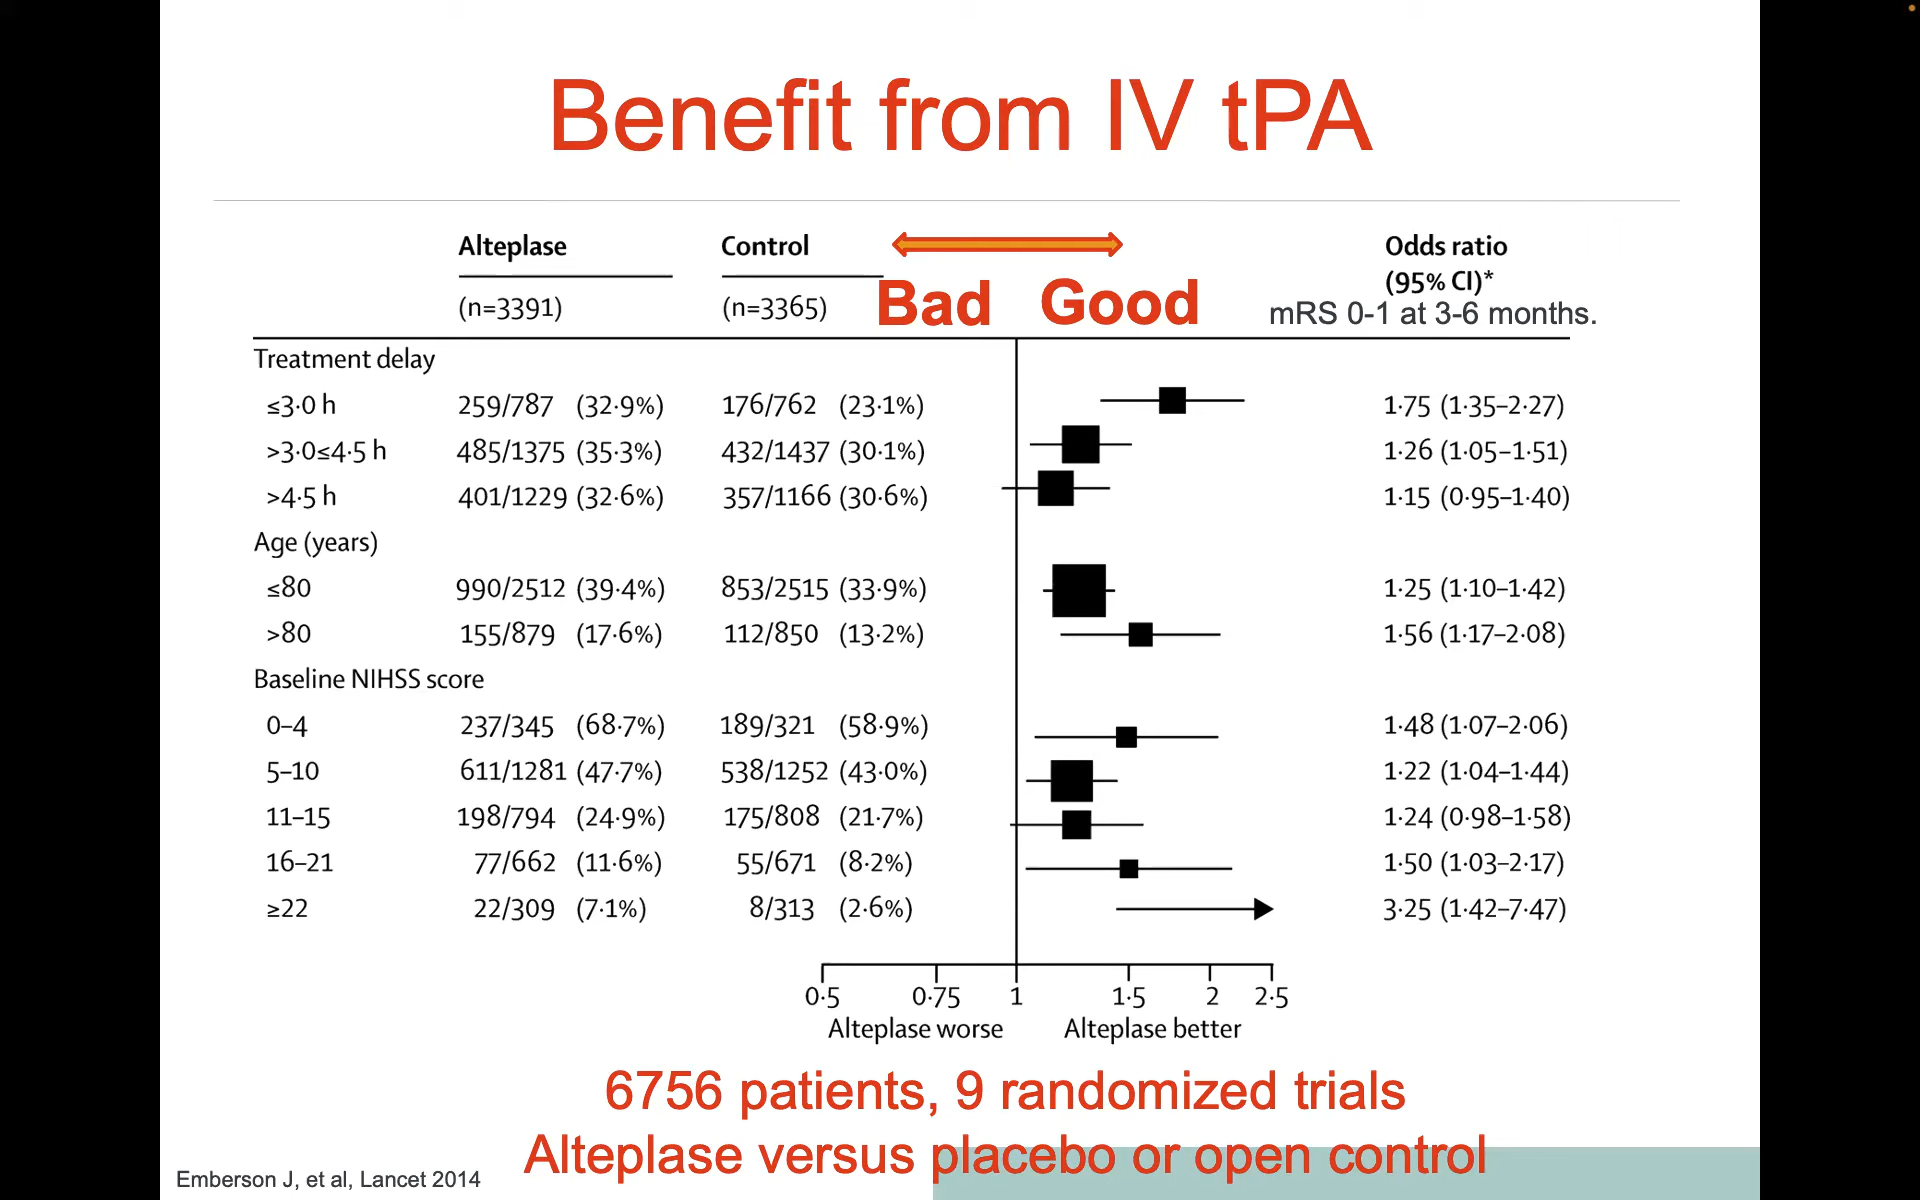 Benefit from IV tPA
Alteplase Control Odds ratio
(95% CI)*
(n=3391) (n=3365) Bad Good mRS 0-1 at 3-6 months.
Treatment delay
≤3·0 h 259/787 (32·9%) 176/762 (23·1%) 1·75 (1·35–2·27)
>3·0≤4·5 h 485/1375 (35·3%) 432/1437 (30·1%) 1·26 (1·05–1·51)
>4·5 h 401/1229 (32·6%) 357/1166 (30·6%) 1·15 (0·95–1·40)
Age (years)
≤80 990/2512 (39·4%) 853/2515 (33·9%) 1·25 (1·10–1·42)
>80 155/879 (17·6%) 112/850 (13·2%) 1·56 (1·17–2·08)
Baseline NIHSS score
0–4 237/345 (68·7%) 189/321 (58·9%) 1·48 (1·07–2·06)
5–10 611/1281 (47·7%) 538/1252 (43·0%) 1·22 (1·04–1·44)
11–15 198/794 (24·9%) 175/808 (21·7%) 1·24 (0·98–1·58)
16–21 77/662 (11·6%) 55/671 (8·2%) 1·50 (1·03–2·17)
≥22 22/309 (7·1%) 8/313 (2·6%) 3·25 (1·42–7·47)
0·5 0·75 1 1·5 2 2·5
Alteplase worse Alteplase better
6756 patients, 9 randomized trials
Alteplase versus placebo or open control
Emberson J, et al, Lancet 2014